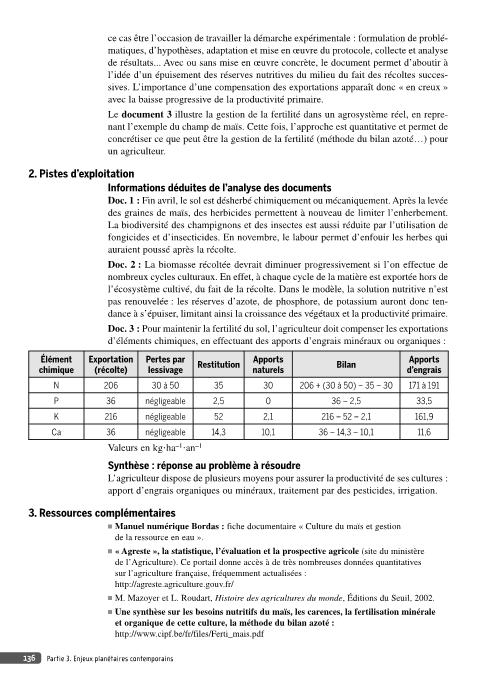 ce cas être l'occasion de travailler la démarche expérimentale : formulation de problé-
matiques, d'hypothèses, adaptation et mise en œuvre du protocole, collecte et analyse
de résultats... Avec ou sans mise en œuvre concrète, le document permet d'aboutir à
l'idée d'un épuisement des réserves nutritives du milieu du fait des récoltes succes-
sives. L'importance d'une compensation des exportations apparaît donc « en creux »
avec la baisse progressive de la productivité primaire.
Le document 3 illustre la gestion de la fertilité dans un agrosystème réel, en repre-
nant l'exemple du champ de maïs. Cette fois, l'approche est quantitative et permet de
concrétiser ce que peut être la gestion de la fertilité (méthode du bilan azoté…) pour
un agriculteur.
2. Pistes d'exploitation
Informations déduites de l'analyse des documents
Doc. 1 : Fin avril, le sol est désherbé chimiquement ou mécaniquement. Après la levée
des graines de maïs, des herbicides permettent à nouveau de limiter l'enherbement.
La biodiversité des champignons et des insectes est aussi réduite par l'utilisation de
fongicides et d'insecticides. En novembre, le labour permet d'enfouir les herbes qui
auraient poussé après la récolte.
Doc. 2 : La biomasse récoltée devrait diminuer progressivement si l'on effectue de
nombreux cycles culturaux. En effet, à chaque cycle de la matière est exportée hors de
l'écosystème cultivé, du fait de la récolte. Dans le modèle, la solution nutritive n'est
pas renouvelée : les réserves d'azote, de phosphore, de potassium auront donc ten-
dance à s'épuiser, limitant ainsi la croissance des végétaux et la productivité primaire.
Doc. 3 : Pour maintenir la fertilité du sol, l'agriculteur doit compenser les exportations
d'éléments chimiques, en effectuant des apports d'engrais minéraux ou organiques :
Élément chimique Exportation (récolte) Pertes par lessivage Restitution Apports naturels Bilan Apports d'engrais
N 206 30 à 50 35 30 206 + (30 à 50) – 35 – 30 171 à 191
P 36 négligeable 2,5 0 36 – 2,5 33,5
K 216 négligeable 52 2,1 216 – 52 – 2,1 161,9
Ca 36 négligeable 14,3 10,1 36 – 14,3 – 10,1 11,6
Valeurs en kg·ha⁻¹·an⁻¹
Synthèse : réponse au problème à résoudre
L'agriculteur dispose de plusieurs moyens pour assurer la productivité de ses cultures :
apport d'engrais organiques ou minéraux, traitement par des pesticides, irrigation.
3. Ressources complémentaires
■ Manuel numérique Bordas : fiche documentaire « Culture du maïs et gestion
de la ressource en eau ».
■ « Agreste », la statistique, l'évaluation et la prospective agricole (site du ministère
de l'Agriculture). Ce portail donne accès à de très nombreuses données quantitatives
sur l'agriculture française, fréquemment actualisées :
http://agreste.agriculture.gouv.fr/
■ M. Mazoyer et L. Roudart, Histoire des agricultures du monde, Éditions du Seuil, 2002.
■ Une synthèse sur les besoins nutritifs du maïs, les carences, la fertilisation minérale
et organique de cette culture, la méthode du bilan azoté :
http://www.cipf.be/fr/files/Ferti_mais.pdf
136 Partie 3. Enjeux planétaires contemporains